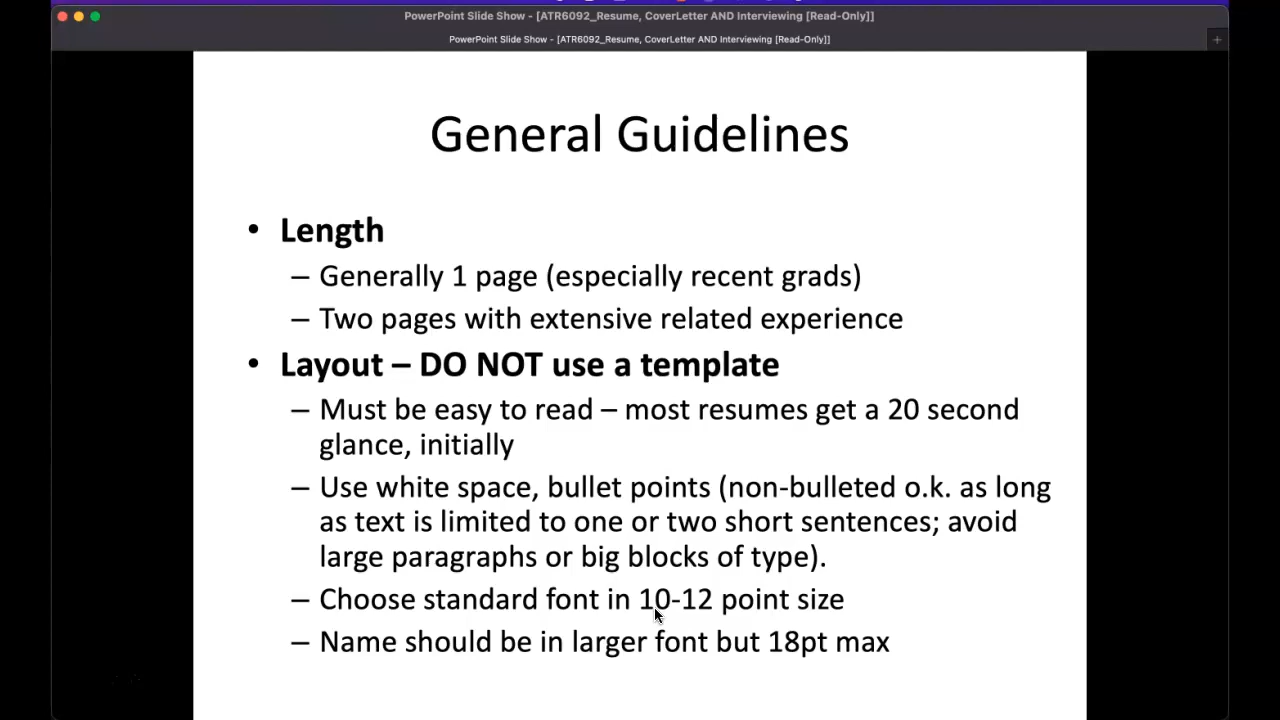 PowerPoint Slide Show - [ATR6092_Resume, CoverLetter AND Interviewing [Read-Only]]
PowerPoint Slide Show - [ATR6092_Resume, CoverLetter AND Interviewing [Read-Only]]
General Guidelines
• Length
– Generally 1 page (especially recent grads)
– Two pages with extensive related experience
• Layout – DO NOT use a template
– Must be easy to read – most resumes get a 20 second
glance, initially
– Use white space, bullet points (non-bulleted o.k. as long
as text is limited to one or two short sentences; avoid
large paragraphs or big blocks of type).
– Choose standard font in 10-12 point size
– Name should be in larger font but 18pt max